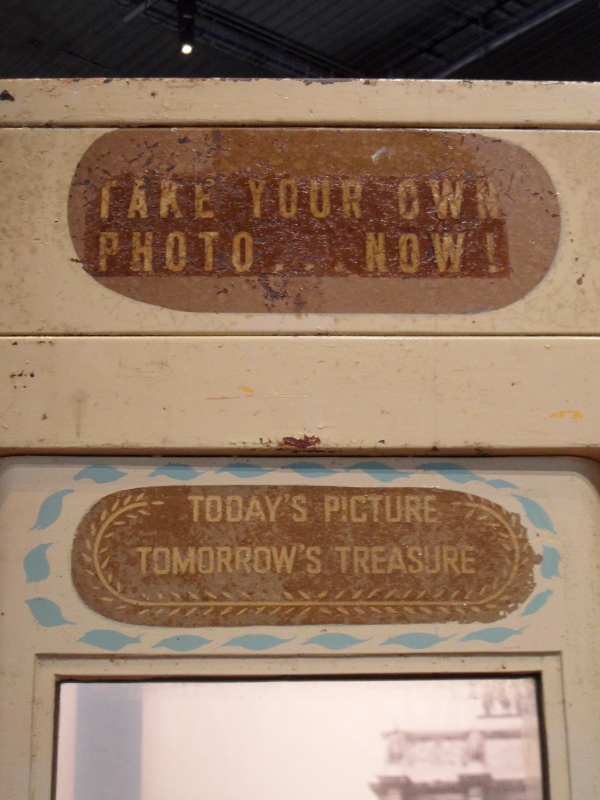 TAKE YOUR OWN
PHOTO...NOW!
TODAY'S PICTURE
TOMORROW'S TREASURE